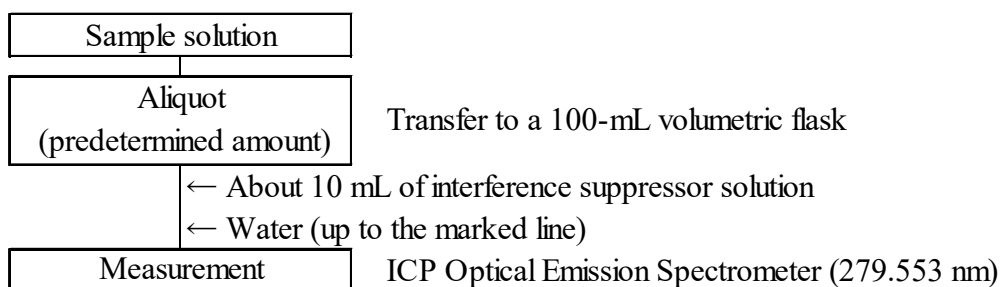 Sample solution
Aliquot
(predetermined amount)
Transfer to a 100-mL volumetric flask
← About 10 mL of interference suppressor solution
← Water (up to the marked line)
Measurement
ICP Optical Emission Spectrometer (279.553 nm)